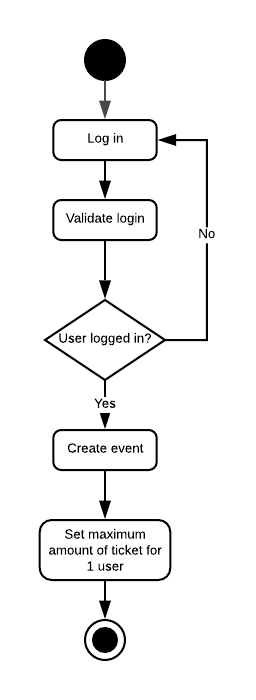 Log in
Validate login
No
User logged in?
Yes
Create event
Set maximum
amount of ticket for
1 user